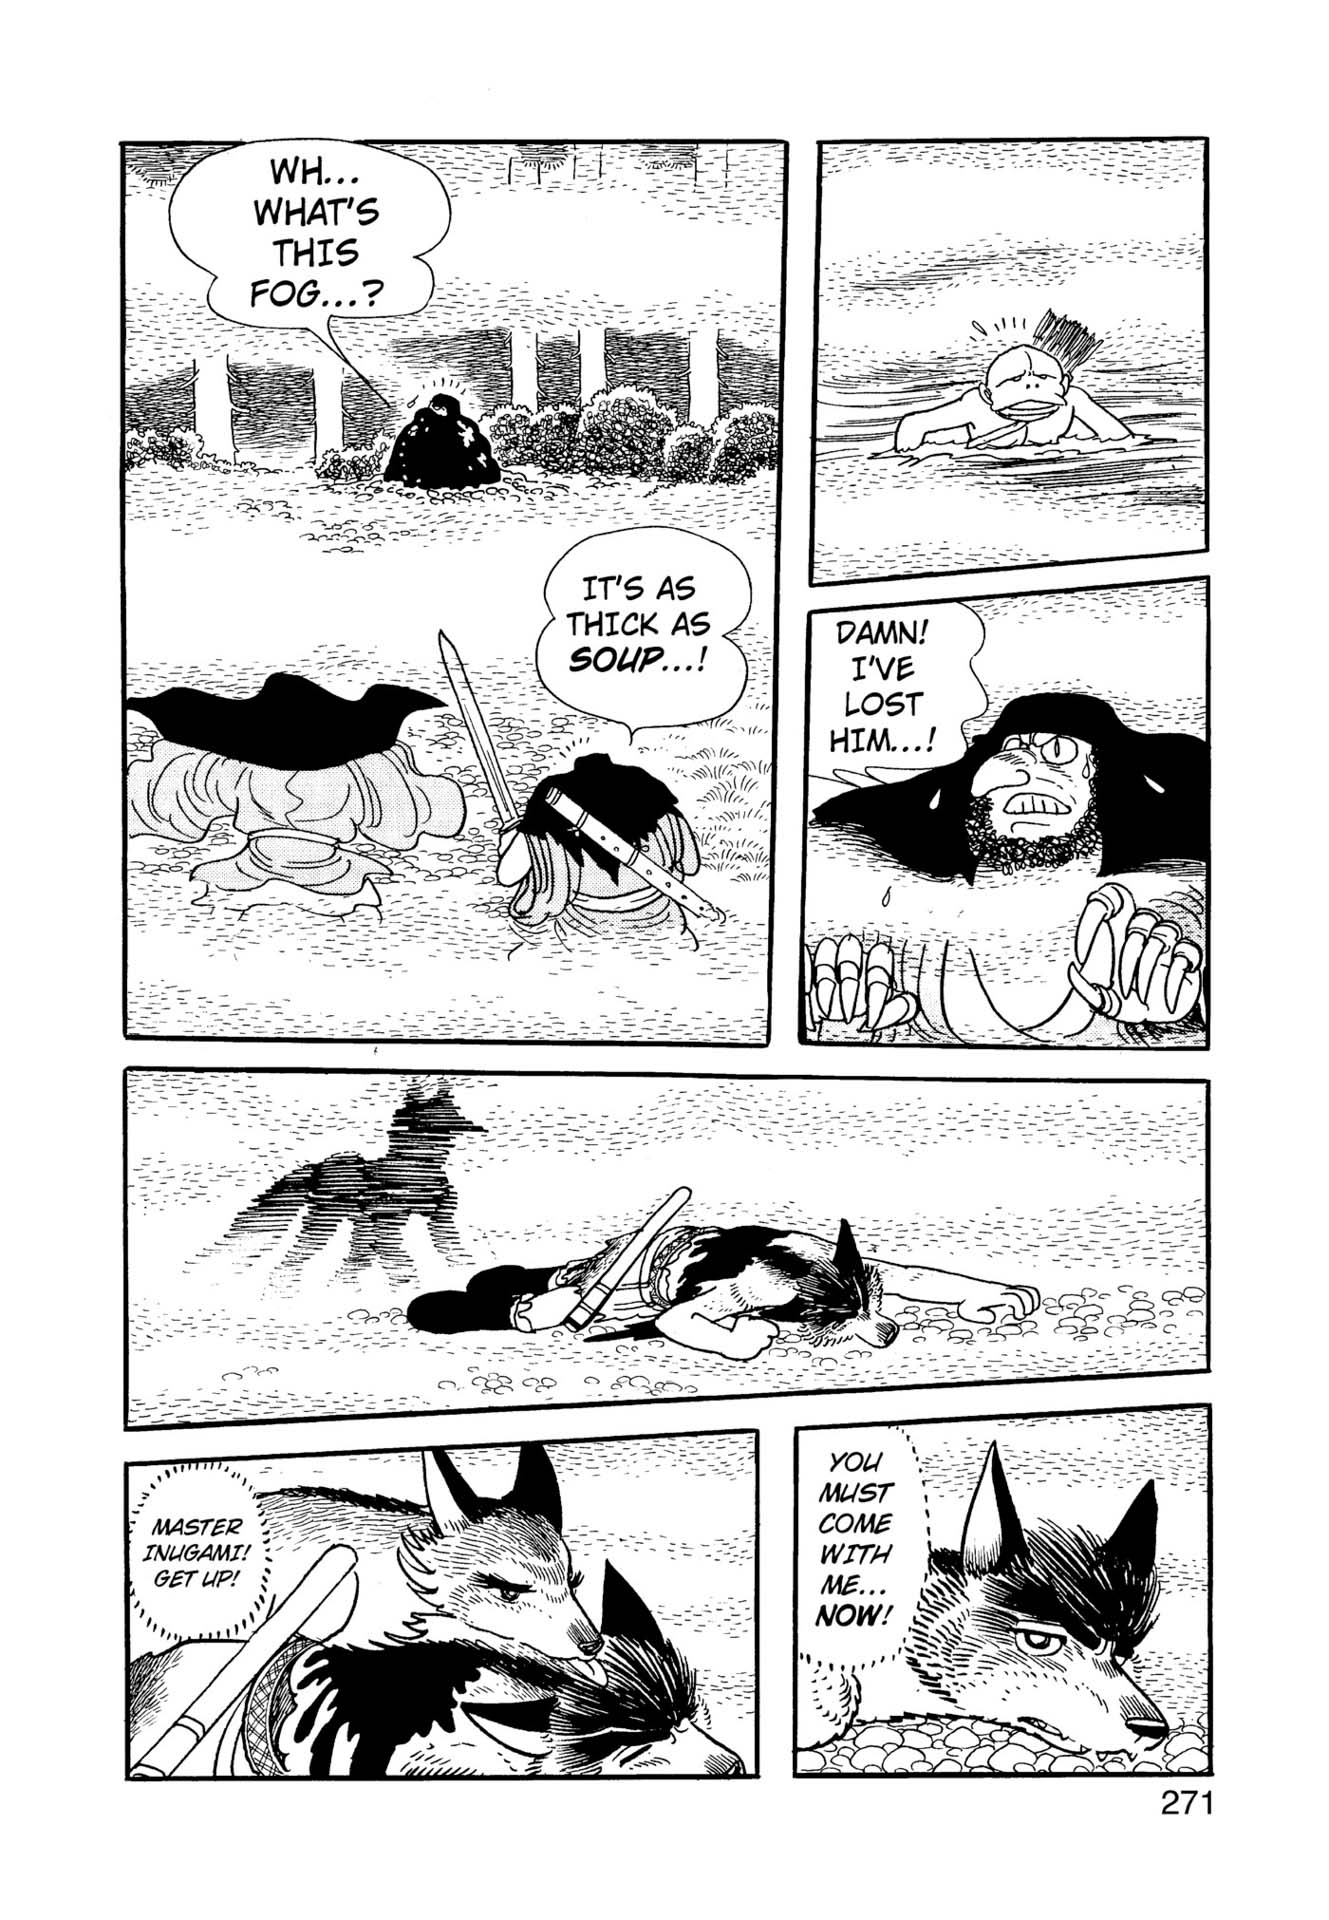 WH...
WHAT'S
THIS
FOG...?
IT'S AS
THICK AS
SOUP...!
DAMN!
I'VE
LOST
HIM...!
MASTER
INUGAMI!
GET UP!
YOU
MUST
COME
WITH
ME...
NOW!
271